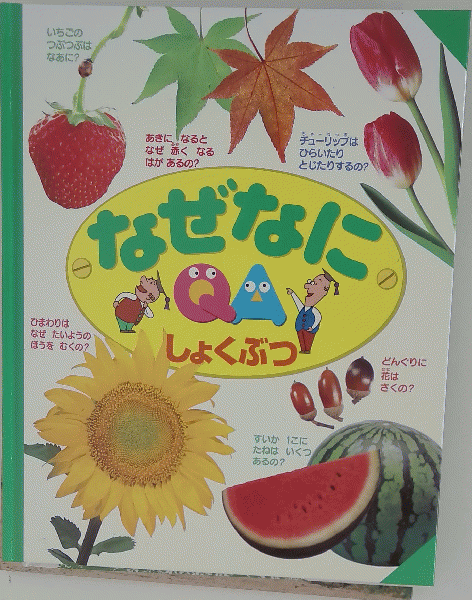 いちごの
つぶつぶは
なあに?
あきに なると
なぜ 赤く なる
はが あるの?
チューリップは
ひらいたり
とじたりするの?
なぜなに
QA
しょくぶつ
ひまわりは
なぜ たいようの
ほうを むくの?
どんぐりに
花は
さくの?
すいか 1こに
たねは いくつ
あるの?